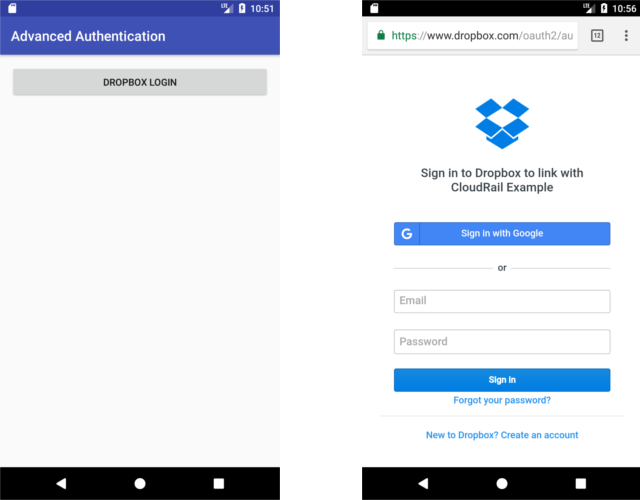 LTE 10:51
Advanced Authentication
DROPBOX LOGIN
LTE 10:56
https://www.dropbox.com/oauth2/au
12
Sign in to Dropbox to link with
CloudRail Example
G Sign in with Google
or
Email
Password
Sign in
Forgot your password?
New to Dropbox? Create an account